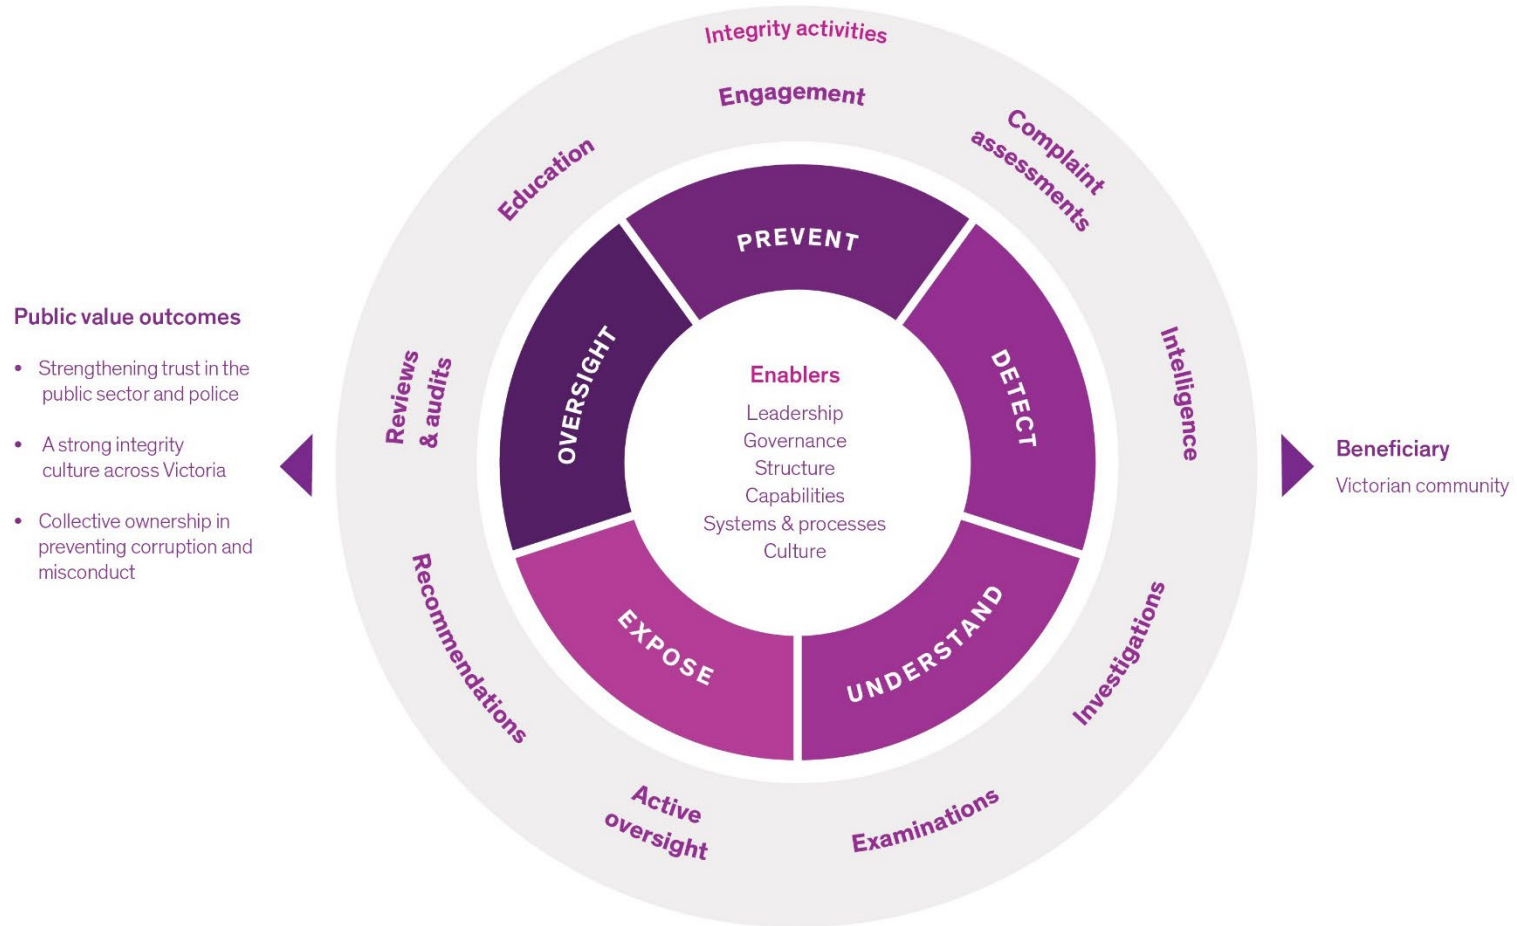 Integrity activities
Engagement
Complaint
assessments
Intelligence
Investigations
Examinations
Active
oversight
Recommendations
Reviews
& audits
Education
PREVENT
DETECT
UNDERSTAND
EXPOSE
OVERSIGHT
Enablers
Leadership
Governance
Structure
Capabilities
Systems & processes
Culture
Public value outcomes
• Strengthening trust in the
public sector and police
• A strong integrity
culture across Victoria
• Collective ownership in
preventing corruption and
misconduct
Beneficiary
Victorian community